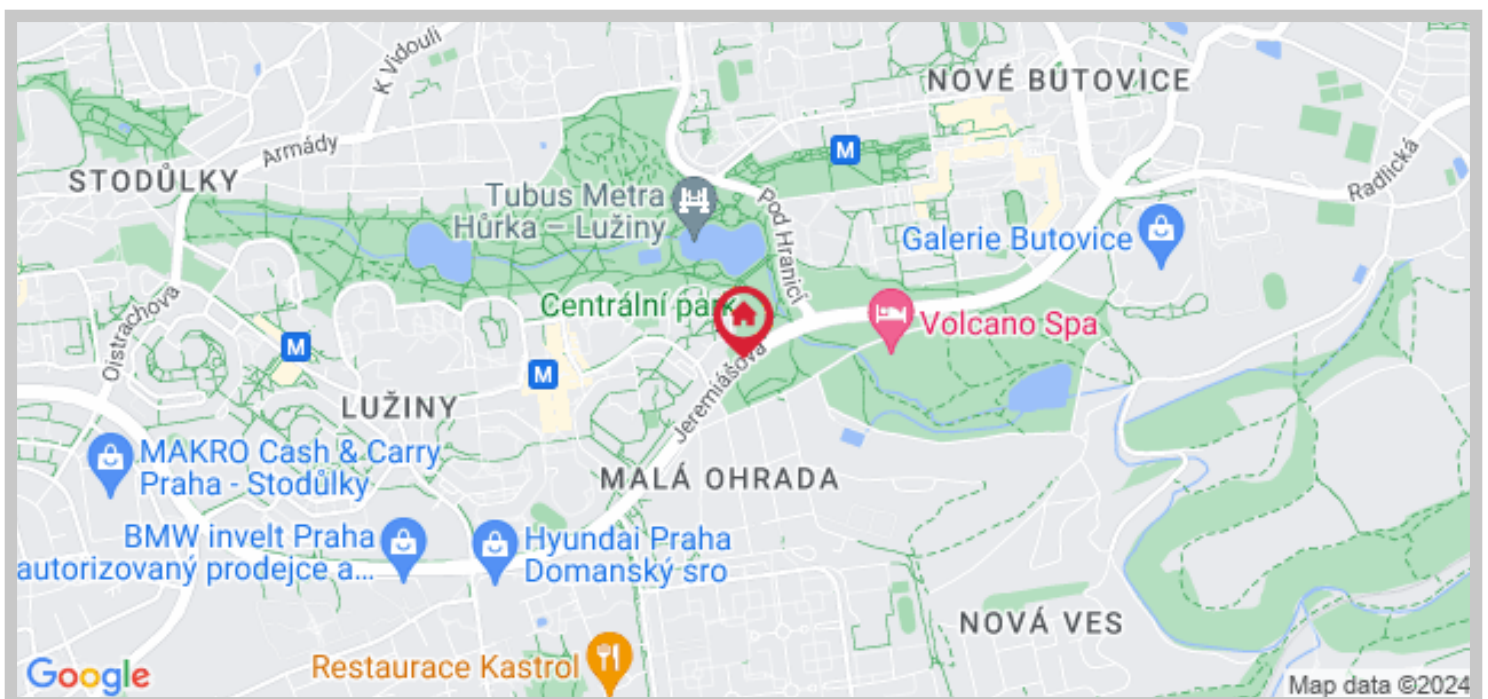 K Vidouli
NOVÉ BUTOVICE
Armády
M
Radlická
STODŮLKY
Tubus Metra
Hůrka – Lužiny
Pod Hranicí
Galerie Butovice
Oistrachova
Centrální park
Volcano Spa
M
M
Jeremiášova
LUŽINY
MAKRO Cash & Carry
Praha - Stodůlky
MALÁ OHRADA
BMW invelt Praha
autorizovaný prodejce a...
Hyundai Praha
Domanský sro
NOVÁ VES
Restaurace Kastrol
Google
Map data ©2024